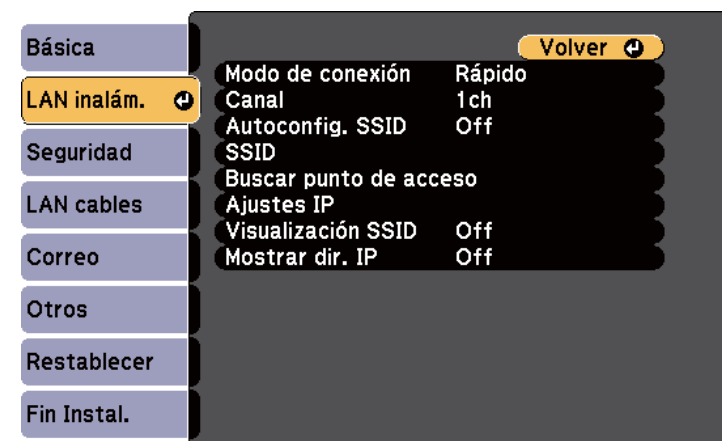 Básica
LAN inalám.
Seguridad
LAN cables
Correo
Otros
Restablecer
Fin Instal.
Volver
Modo de conexión Rápido
Canal 1ch
Autoconfig. SSID Off
SSID
Buscar punto de acceso
Ajustes IP
Visualización SSID Off
Mostrar dir. IP Off